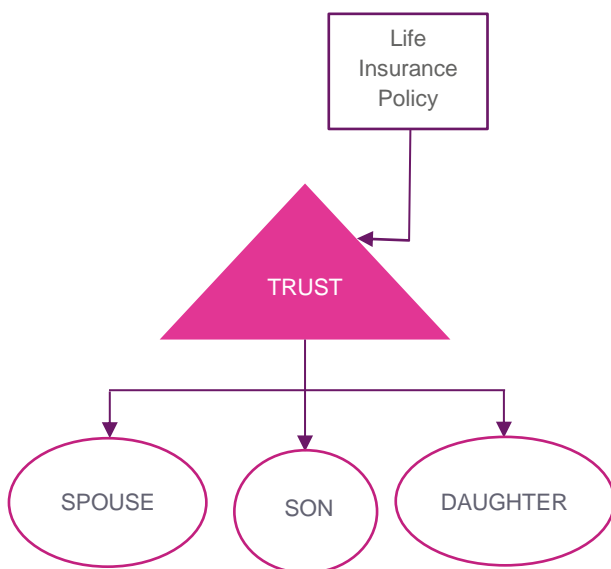 Life
Insurance
Policy
TRUST
SPOUSE
SON
DAUGHTER